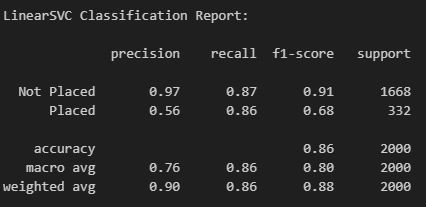 LinearSVC Classification Report:
precision recall f1-score support
Not Placed 0.97 0.87 0.91 1668
Placed 0.56 0.86 0.68 332
accuracy 0.86 2000
macro avg 0.76 0.86 0.80 2000
weighted avg 0.90 0.86 0.88 2000